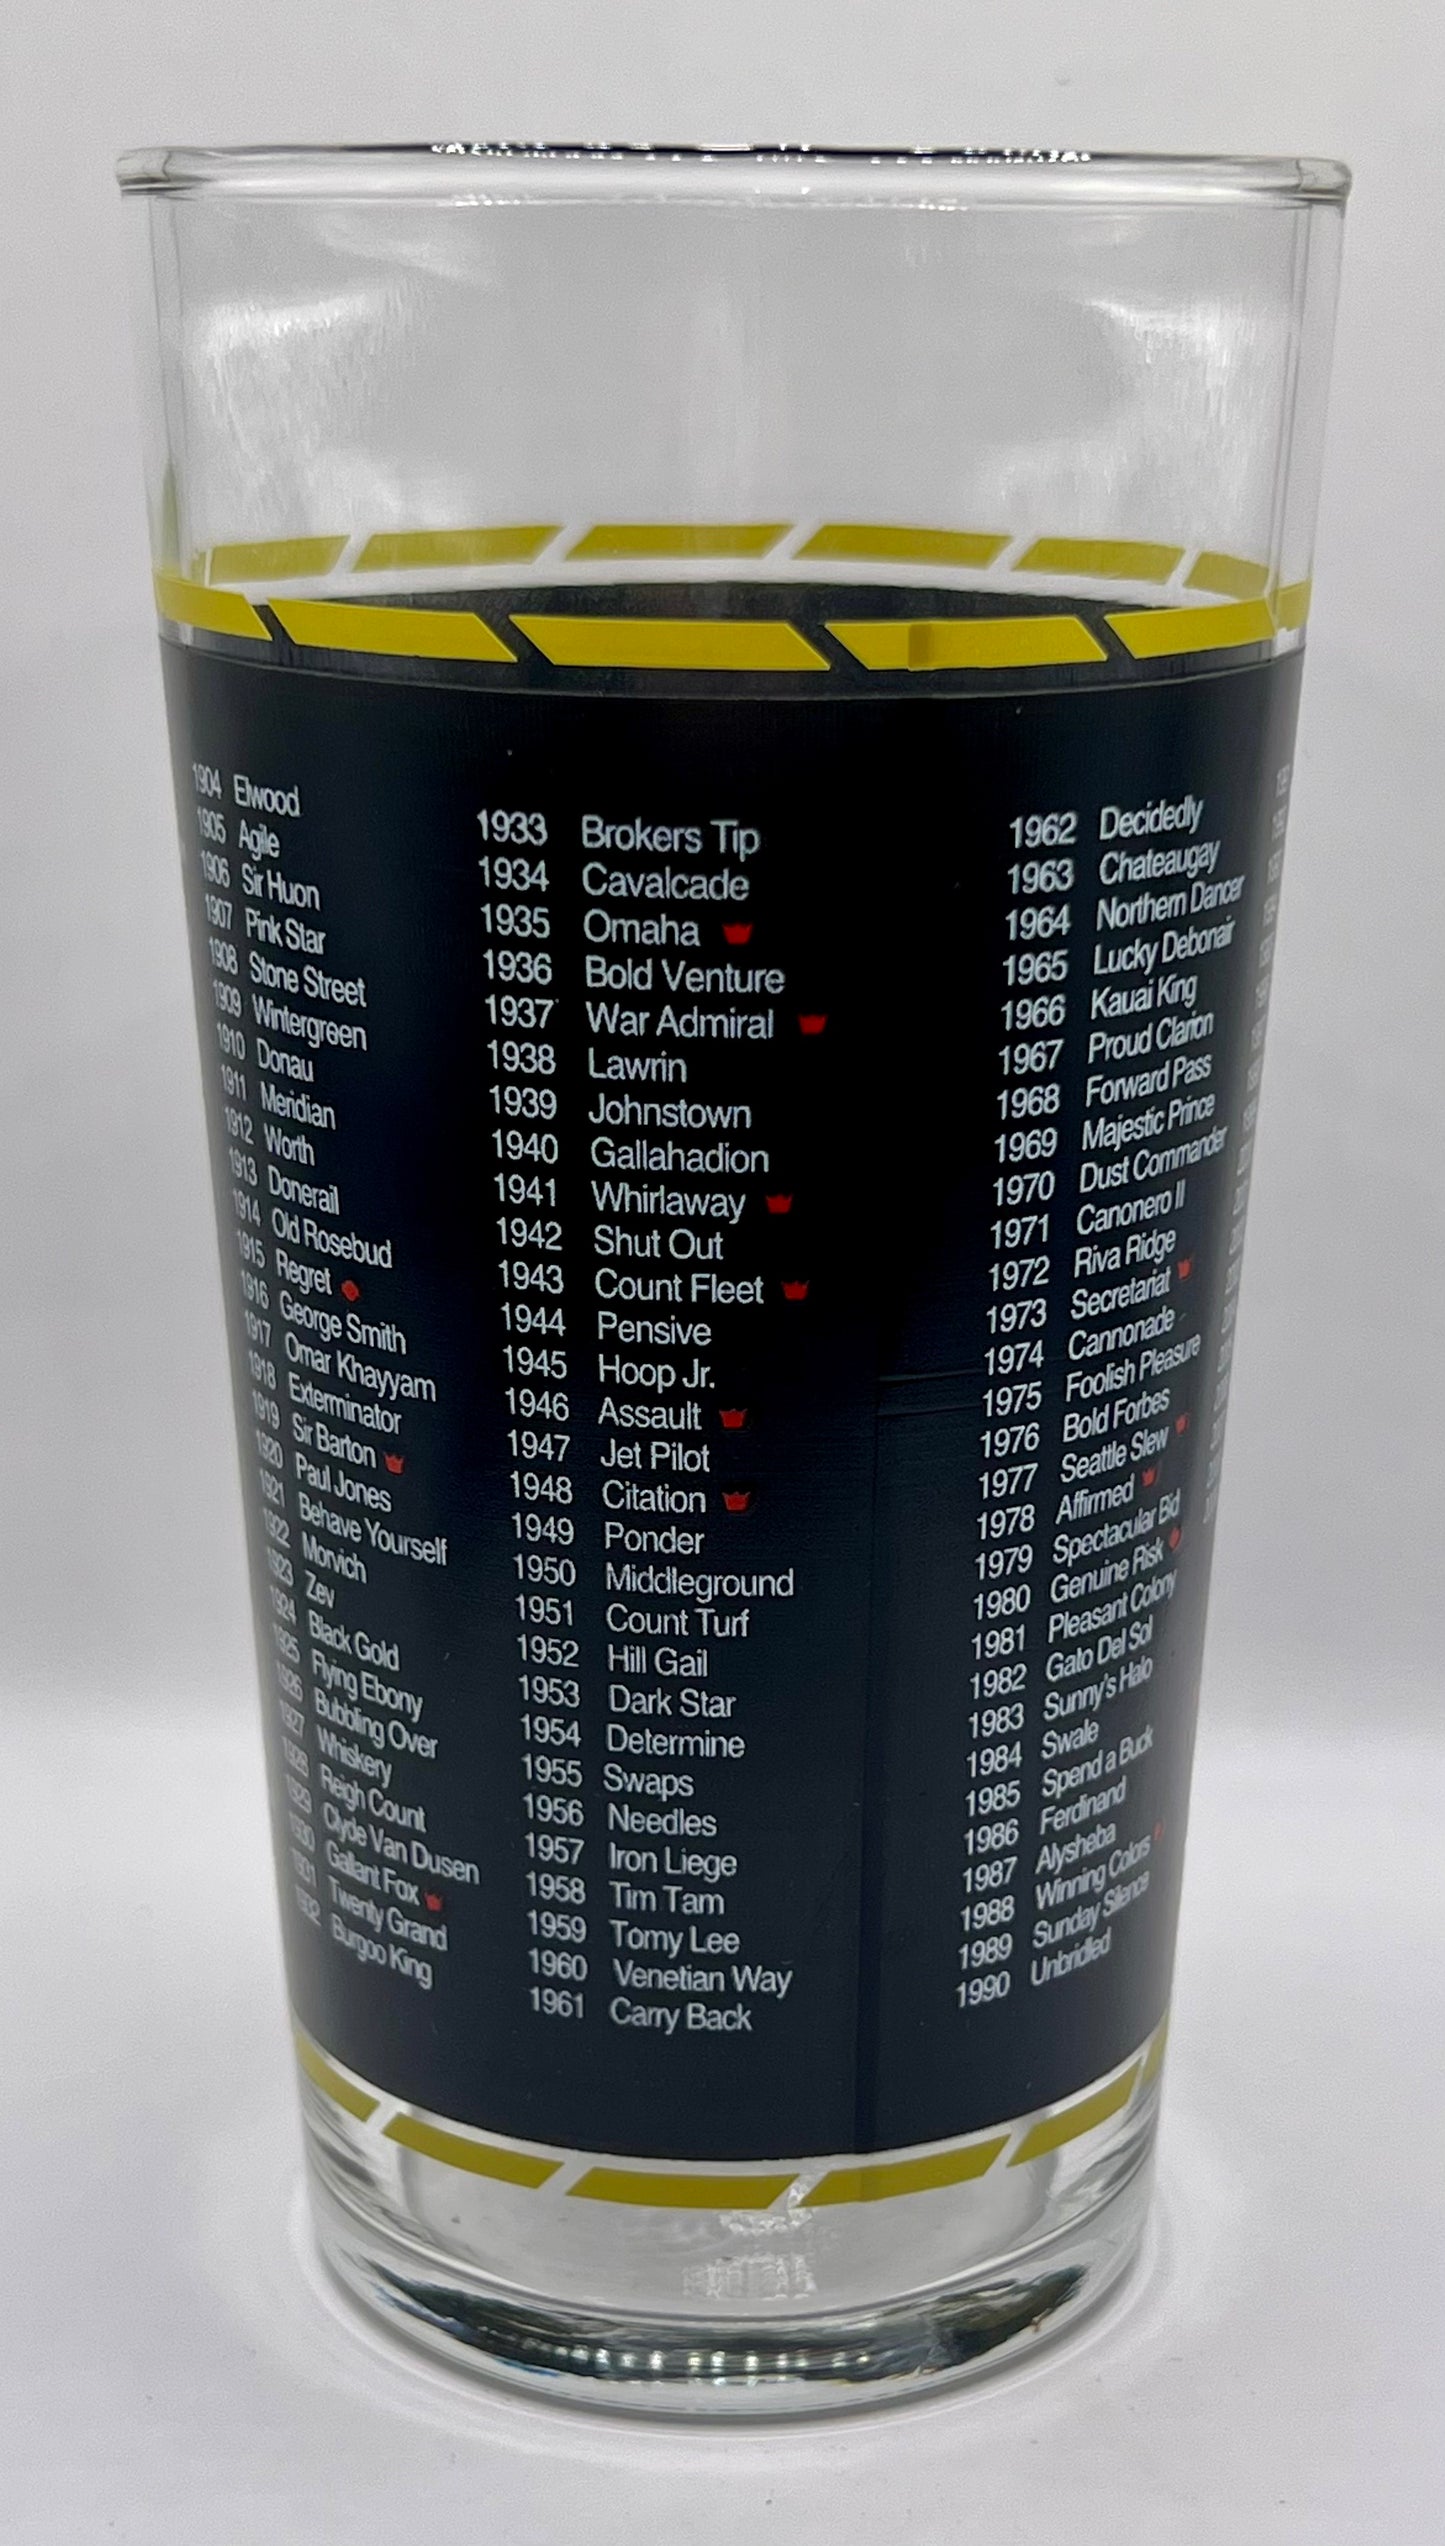 1904 Elwood
1905 Agile
1906 Sir Huon
1907 Pink Star
1908 Stone Street
1909 Wintergreen
1910 Donau
1911 Meridian
1912 Worth
1913 Donerail
1914 Old Rosebud
1915 Regret
1916 George Smith
1917 Omar Khayyam
1918 Exterminator
1919 Sir Barton
1920 Paul Jones
1921 Behave Yourself
1922 Morvich
1923 Zev
1924 Black Gold
1925 Flying Ebony
1926 Bubbling Over
1927 Whiskery
1928 Reigh Count
1929 Clyde Van Dusen
1930 Gallant Fox
1931 Twenty Grand
1932 Burgoo King
1933 Brokers Tip
1934 Cavalcade
1935 Omaha
1936 Bold Venture
1937 War Admiral
1938 Lawrin
1939 Johnstown
1940 Gallahadion
1941 Whirlaway
1942 Shut Out
1943 Count Fleet
1944 Pensive
1945 Hoop Jr.
1946 Assault
1947 Jet Pilot
1948 Citation
1949 Ponder
1950 Middleground
1951 Count Turf
1952 Hill Gail
1953 Dark Star
1954 Determine
1955 Swaps
1956 Needles
1957 Iron Liege
1958 Tim Tam
1959 Tomy Lee
1960 Venetian Way
1961 Carry Back
1962 Decidedly
1963 Chateaugay
1964 Northern Dancer
1965 Lucky Debonair
1966 Kauai King
1967 Proud Clarion
1968 Forward Pass
1969 Majestic Prince
1970 Dust Commander
1971 Canonero II
1972 Riva Ridge
1973 Secretariat
1974 Cannonade
1975 Foolish Pleasure
1976 Bold Forbes
1977 Seattle Slew
1978 Affirmed
1979 Spectacular Bid
1980 Genuine Risk
1981 Pleasant Colony
1982 Gato Del Sol
1983 Sunny's Halo
1984 Swale
1985 Spend a Buck
1986 Ferdinand
1987 Alysheba
1988 Winning Colors
1989 Sunday Silence
1990 Unbridled